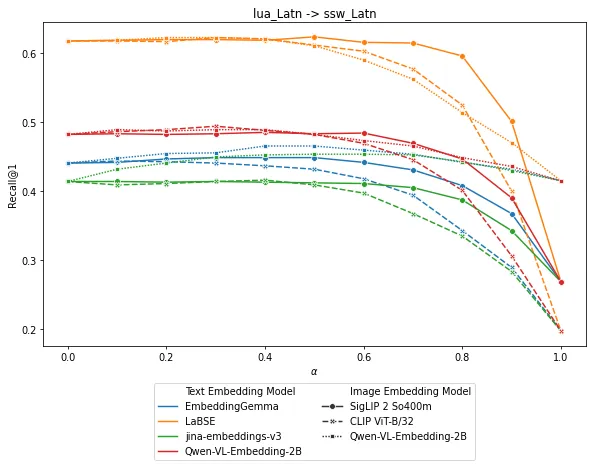 lua_Latn -> ssw_Latn
0.6
0.5
0.4
0.3
0.2
Recall@1
0.0 0.2 0.4 0.6 0.8 1.0
α
Text Embedding Model Image Embedding Model
EmbeddingGemma SigLIP 2 So400m
LaBSE CLIP ViT-B/32
jina-embeddings-v3 Qwen-VL-Embedding-2B
Qwen-VL-Embedding-2B